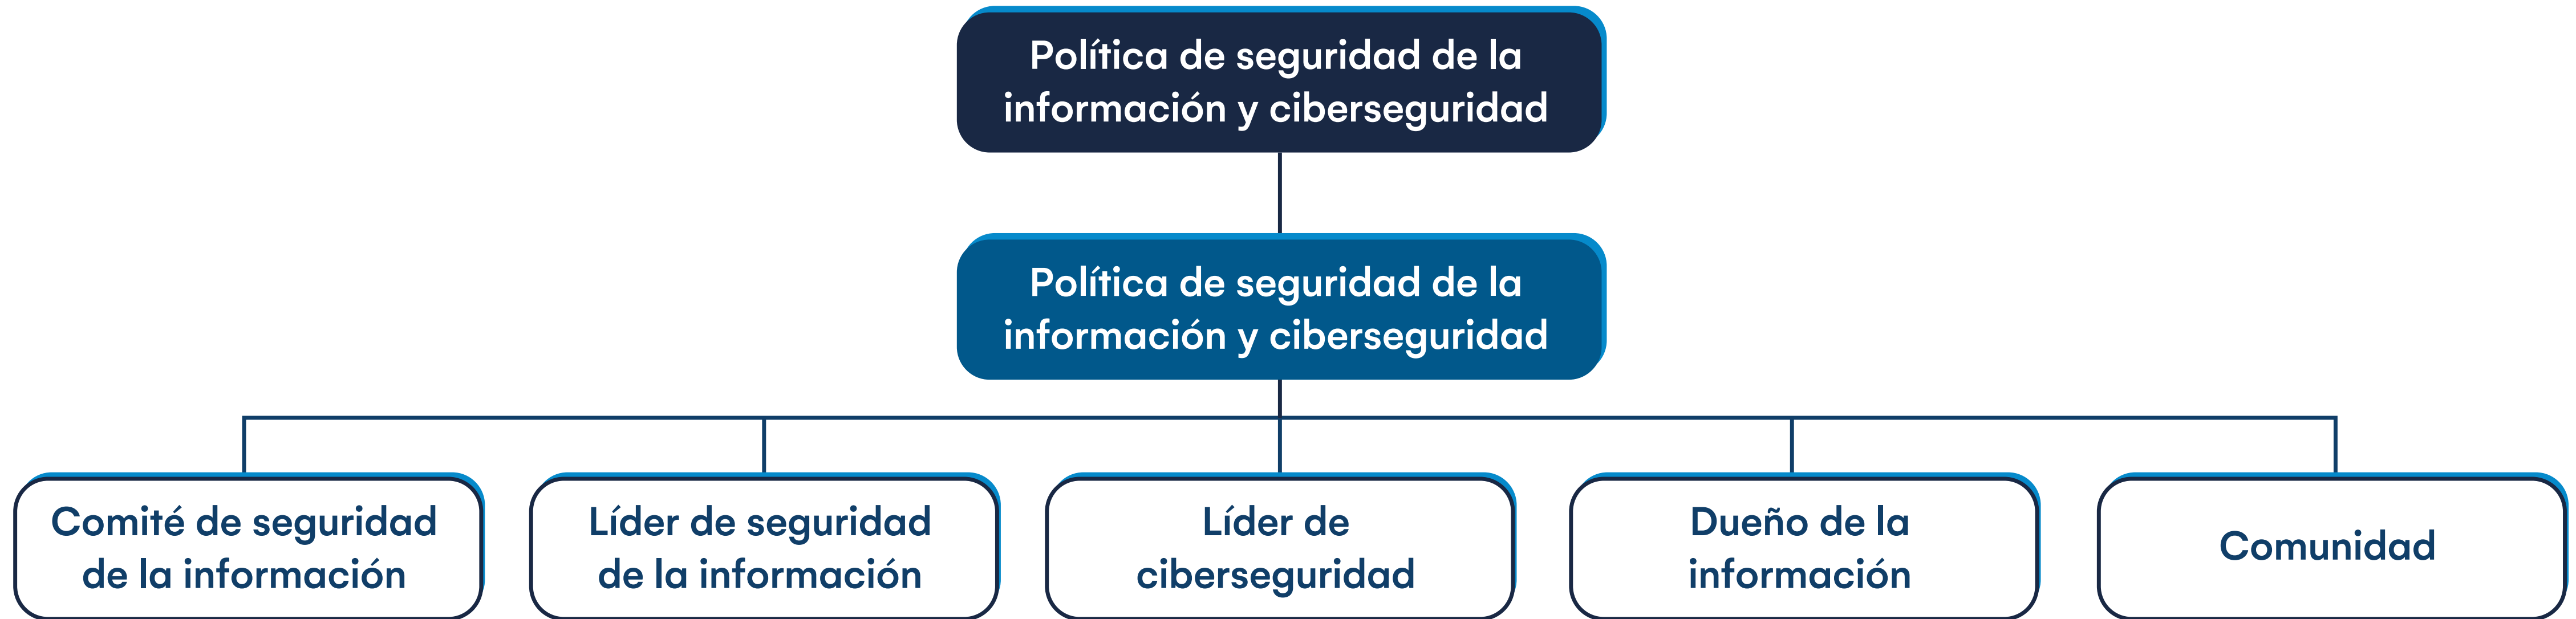 Política de seguridad de la
información y ciberseguridad
Política de seguridad de la
información y ciberseguridad
Comité de seguridad
de la información
Líder de seguridad
de la información
Líder de
ciberseguridad
Dueño de la
información
Comunidad